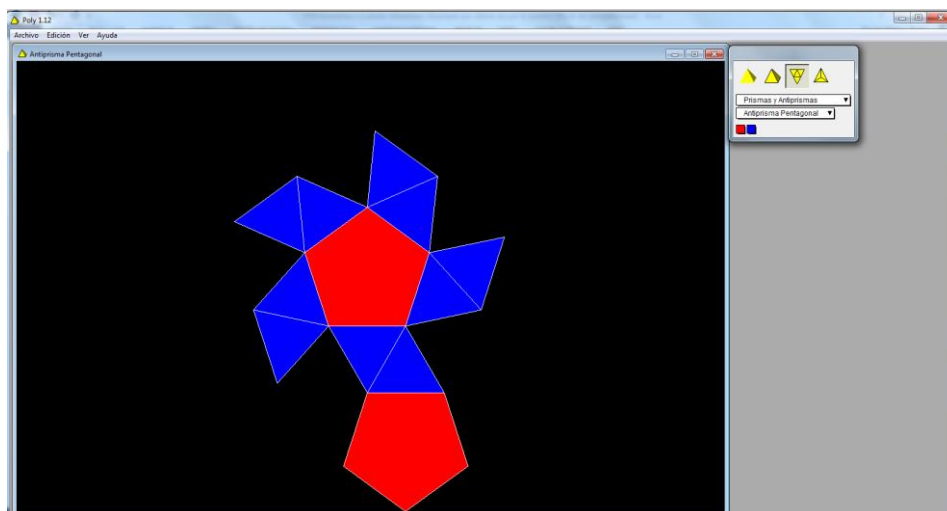 Poly 1.12
Archivo Edición Ver Ayuda
Antiprisma Pentagonal
Prismas y Antiprismas
Antiprisma Pentagonal